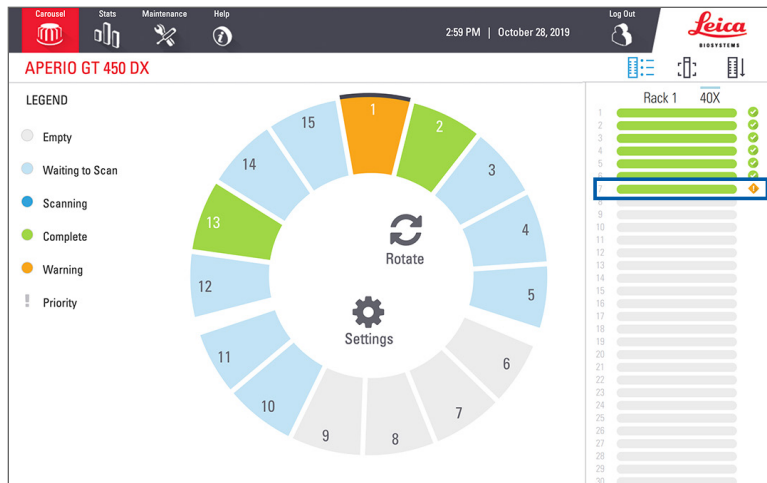 Carousel
Stats
Maintenance
Help
2:59 PM | October 28, 2019
Log Out
Leica
BIOSYSTEMS
APERIO GT 450 DX
LEGEND
Empty
Waiting to Scan
Scanning
Complete
Warning
! Priority
1
2
3
4
5
6
7
8
9
10
11
12
13
14
15
Rotate
Settings
Rack 1 40X
1
2
3
4
5
6
7
9
10
11
12
13
14
15
16
17
18
19
20
21
22
23
24
25
26
27
28
29
30